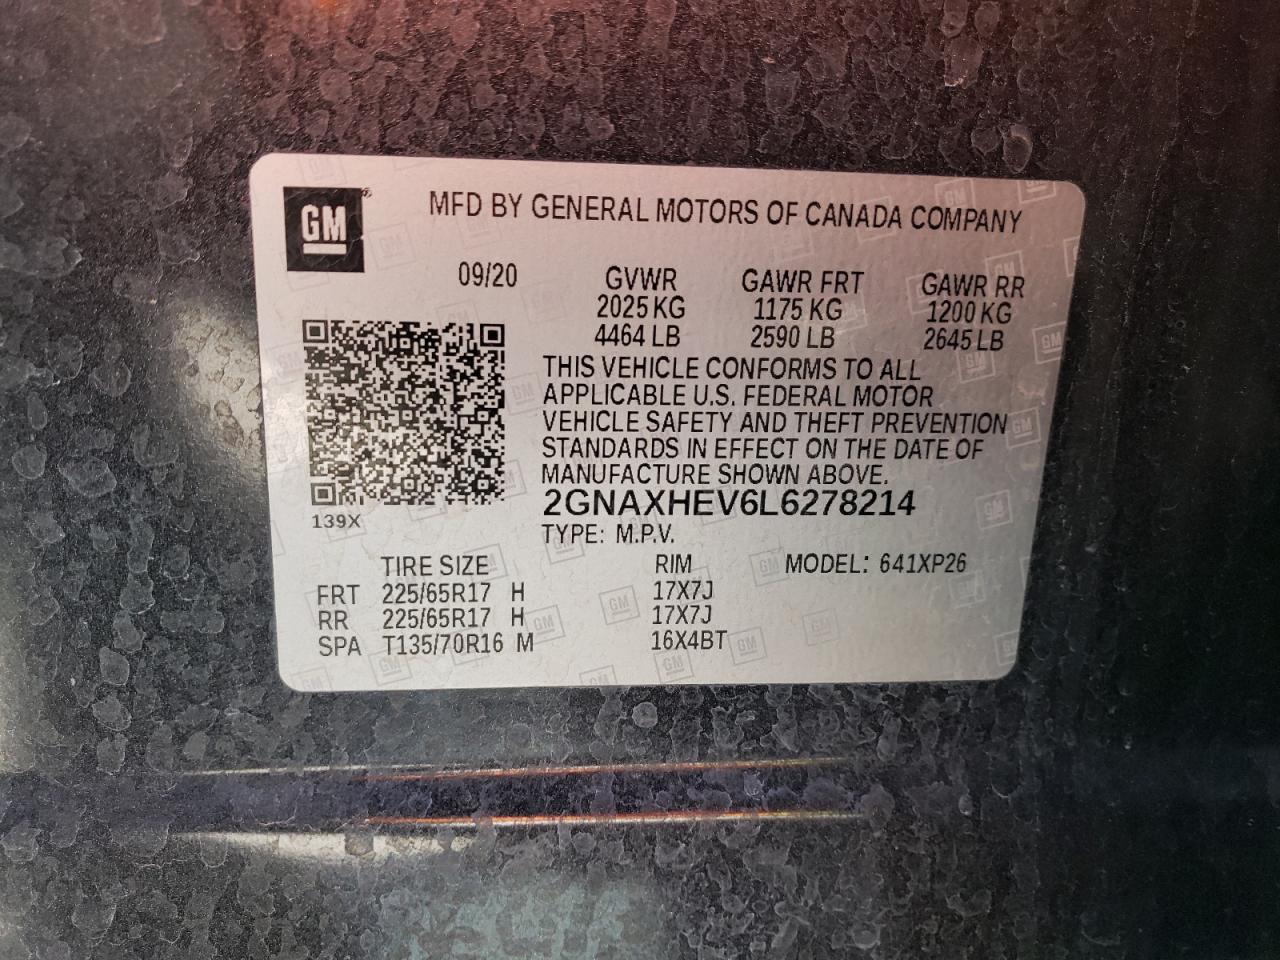 GM
MFD BY GENERAL MOTORS OF CANADA COMPANY
09/20 GVWR GAWR FRT GAWR RR
2025 KG 1175 KG 1200 KG
4464 LB 2590 LB 2645 LB
THIS VEHICLE CONFORMS TO ALL
APPLICABLE U.S. FEDERAL MOTOR
VEHICLE SAFETY AND THEFT PREVENTION
STANDARDS IN EFFECT ON THE DATE OF
MANUFACTURE SHOWN ABOVE.
2GNAXHEV6L6278214
139X
TYPE: M.P.V.
TIRE SIZE RIM MODEL: 641XP26
FRT 225/65R17 H 17X7J
RR 225/65R17 H 17X7J
SPA T135/70R16 M 16X4BT